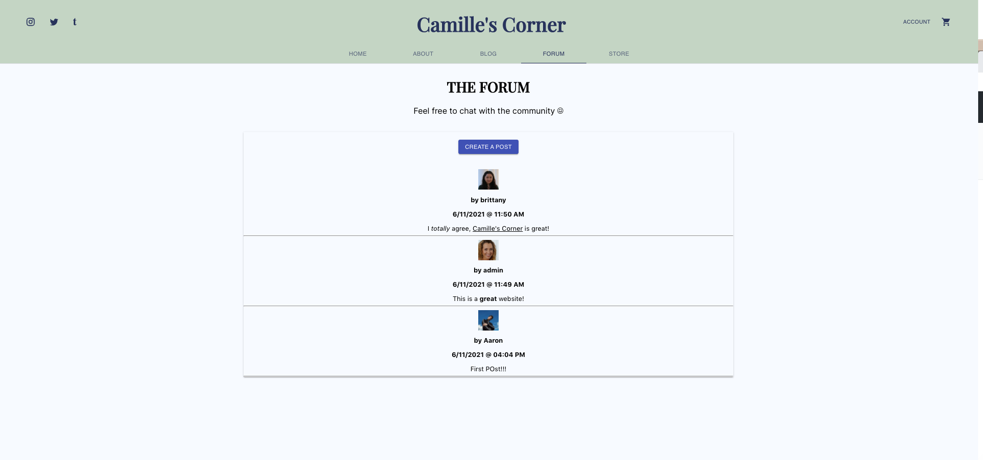 Camille's Corner
ACCOUNT
HOME ABOUT BLOG FORUM STORE
THE FORUM
Feel free to chat with the community 😃
CREATE A POST
by brittany
6/11/2021 @ 11:50 AM
I totally agree, Camille's Corner is great!
by admin
6/11/2021 @ 11:49 AM
This is a great website!
by Aaron
6/11/2021 @ 04:04 PM
First POst!!!